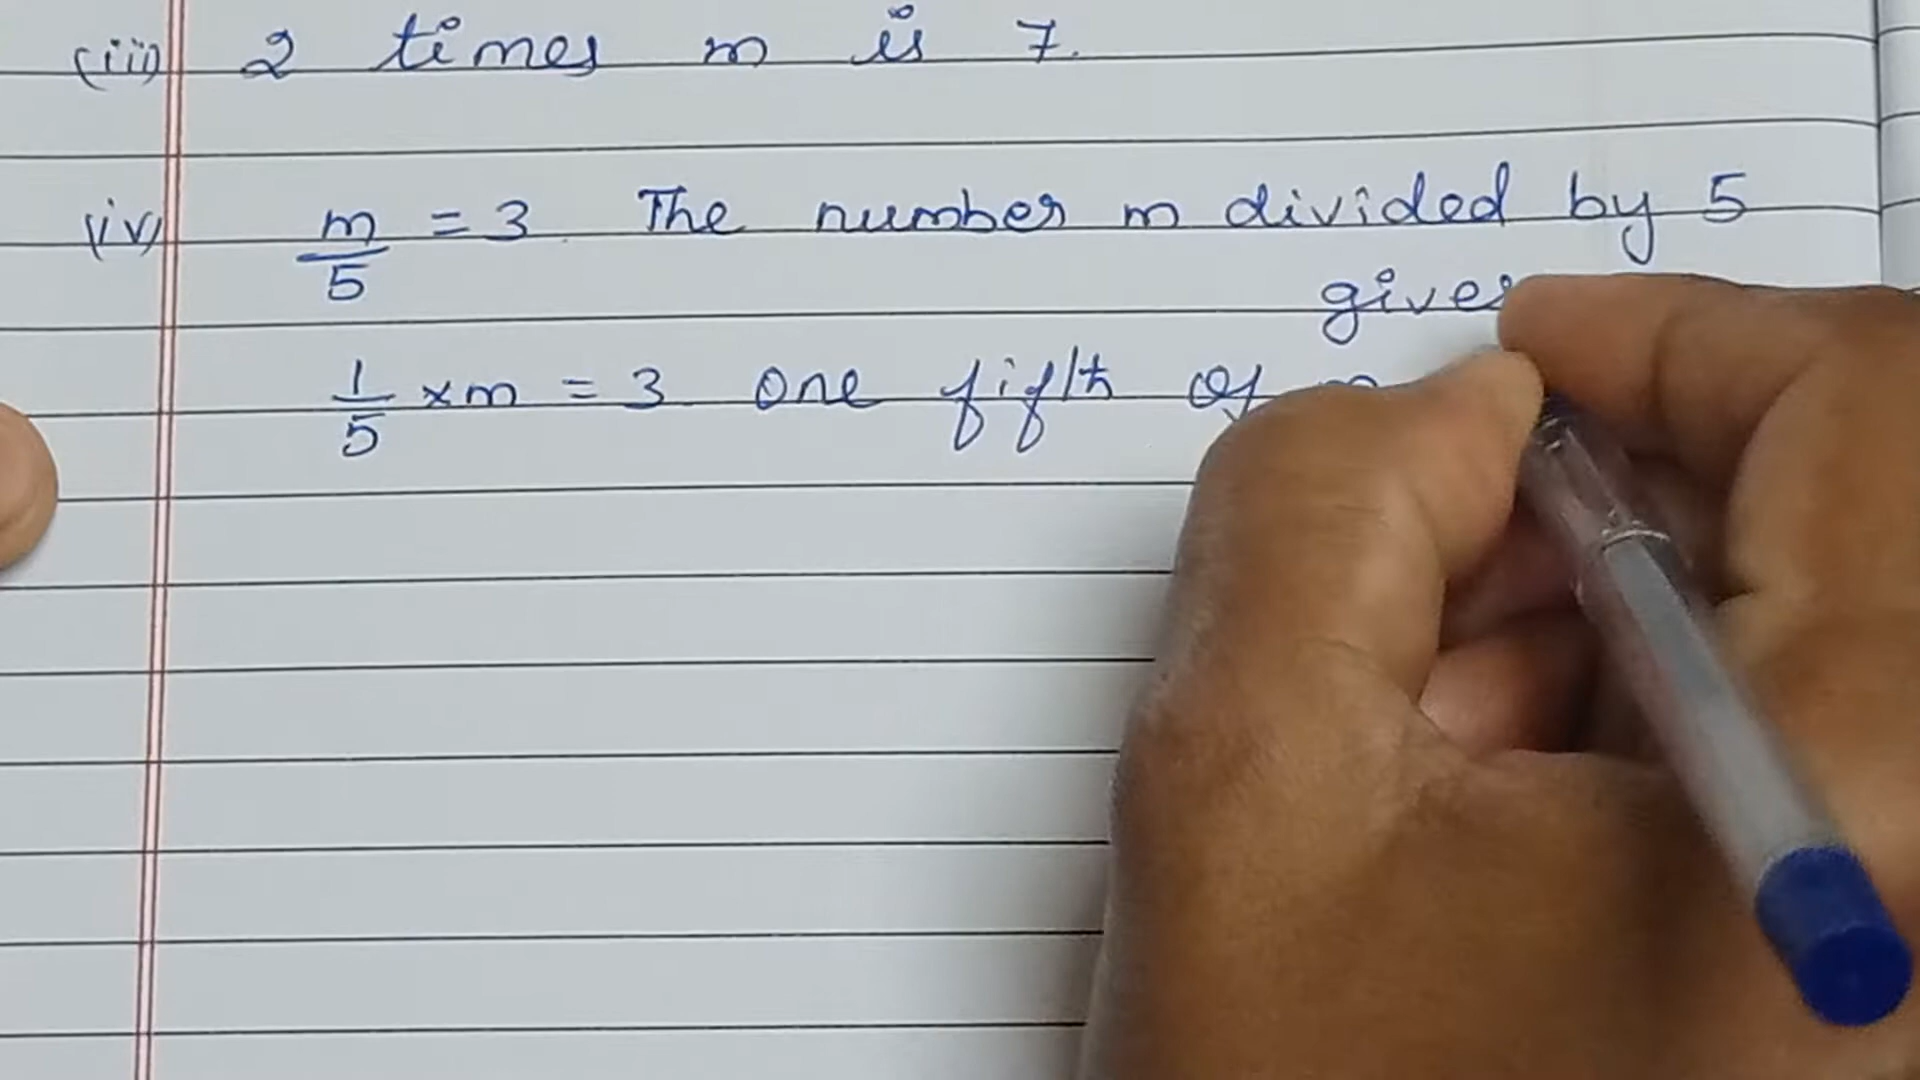 (iii) 2 times m is 7.
(iv) m/5 = 3 The number m divided by 5
gives
1/5 × m = 3 One fifth of m